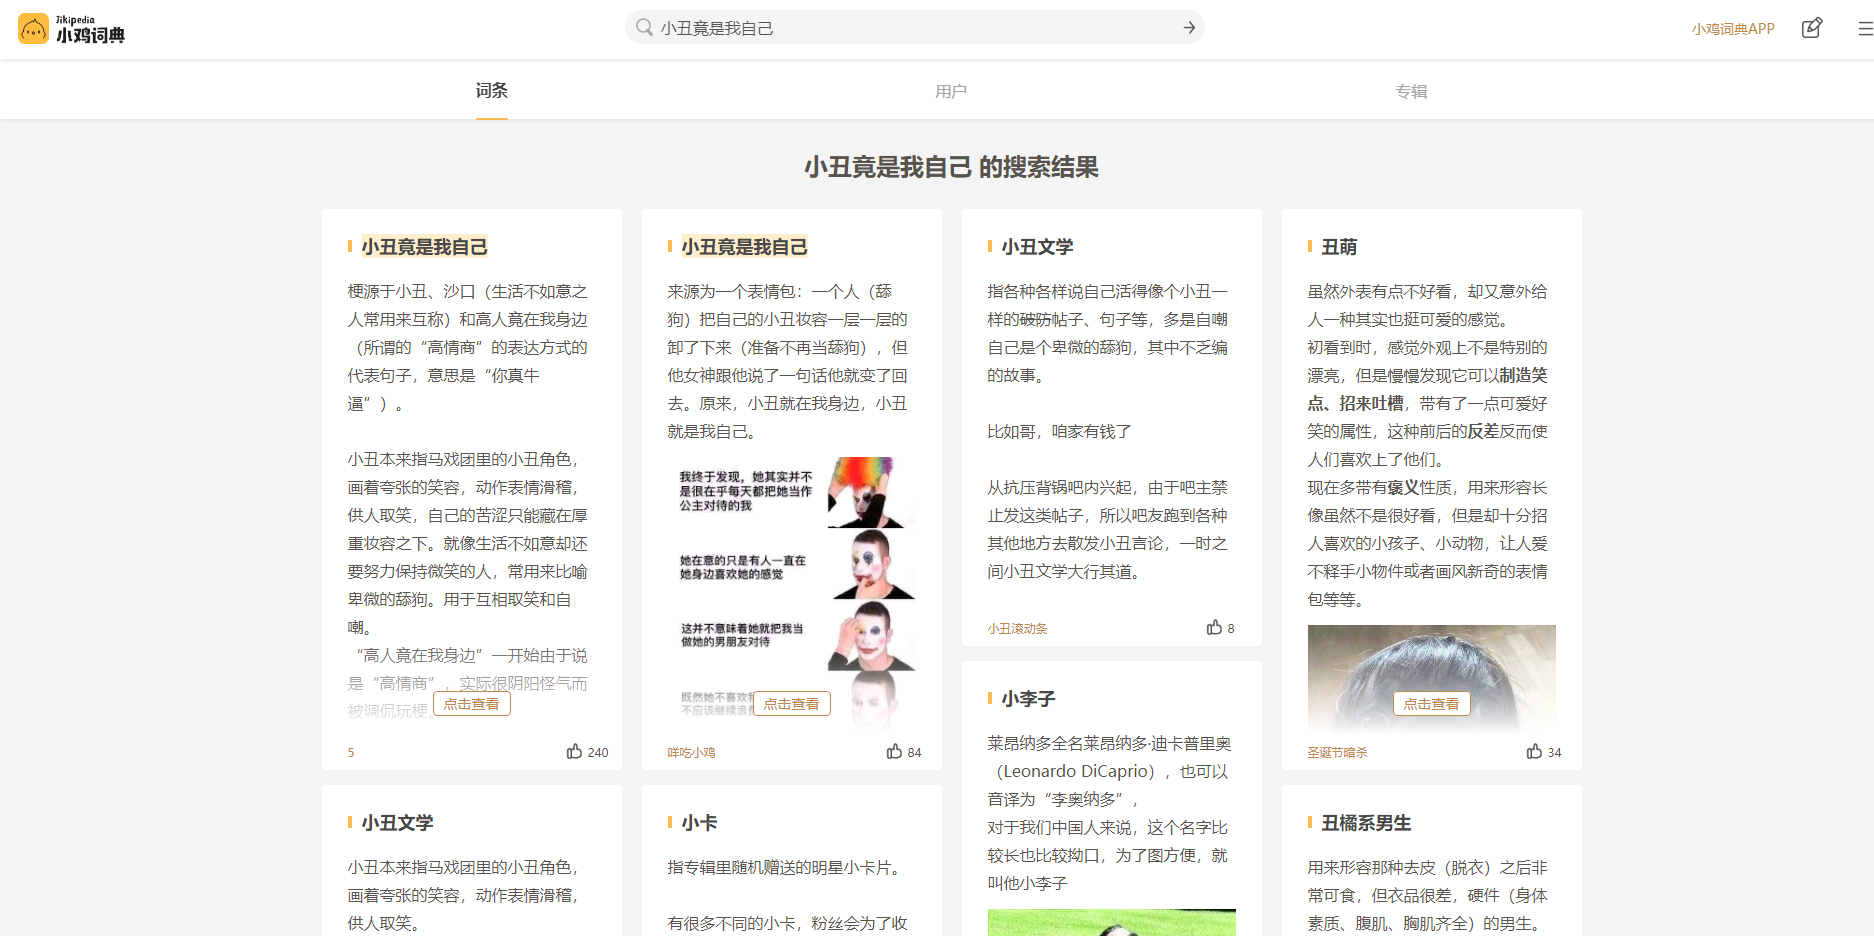 Jikipedia
小鸡词典
小丑竟是我自己
小鸡词典APP
词条
用户
专辑
小丑竟是我自己 的搜索结果
小丑竟是我自己
梗源于小丑、沙口（生活不如意之
人常用来互称）和高人竟在我身边
（所谓的“高情商”的表达方式的
代表句子，意思是“你真牛
逼”）。
小丑本来指马戏团里的小丑角色，
画着夸张的笑容，动作表情滑稽，
供人取笑，自己的苦涩只能藏在厚
重妆容之下。就像生活不如意却还
要努力保持微笑的人，常用来比喻
卑微的舔狗。用于互相取笑和自
嘲。
“高人竟在我身边”一开始由于说
是“高情商”，实际很阴阳怪气而
被调侃玩梗。
点击查看
5
240
小丑竟是我自己
来源为一个表情包：一个人（舔
狗）把自己的小丑妆容一层一层的
卸了下来（准备不再当舔狗），但
他女神跟他说了一句话他就变了回
去。原来，小丑就在我身边，小丑
就是我自己。
我终于发现，她其实并不
是很在乎每天都把她当作
公主对待的我
她在意的只是有人一直在
她身边喜欢她的感觉
这并不意味着她就把我当
做她的男朋友对待
既然她不喜欢我
不应该继续浪
点击查看
咩吃小鸡
84
小丑文学
指各种各样说自己活得像个小丑一
样的破防帖子、句子等，多是自嘲
自己是个卑微的舔狗，其中不乏编
的故事。
比如哥，咱家有钱了
从抗压背锅吧内兴起，由于吧主禁
止发这类帖子，所以吧友跑到各种
其他地方去散发小丑言论，一时之
间小丑文学大行其道。
小丑滚动条
8
丑萌
虽然外表有点不好看，却又意外给
人一种其实也挺可爱的感觉。
初看到时，感觉外观上不是特别的
漂亮，但是慢慢发现它可以制造笑
点、招来吐槽，带有了一点可爱好
笑的属性，这种前后的反差反而使
人们喜欢上了他们。
现在多带有褒义性质，用来形容长
像虽然不是很好看，但是却十分招
人喜欢的小孩子、小动物，让人爱
不释手小物件或者画风新奇的表情
包等等。
点击查看
圣诞节暗杀
34
小丑文学
小丑本来指马戏团里的小丑角色，
画着夸张的笑容，动作表情滑稽，
供人取笑。
小卡
指专辑里随机赠送的明星小卡片。
有很多不同的小卡，粉丝会为了收
小李子
莱昂纳多全名莱昂纳多·迪卡普里奥
（Leonardo DiCaprio），也可以
音译为“李奥纳多”，
对于我们中国人来说，这个名字比
较长也比较拗口，为了图方便，就
叫他小李子
丑橘系男生
用来形容那种去皮（脱衣）之后非
常可食，但衣品很差，硬件（身体
素质、腹肌、胸肌齐全）的男生。